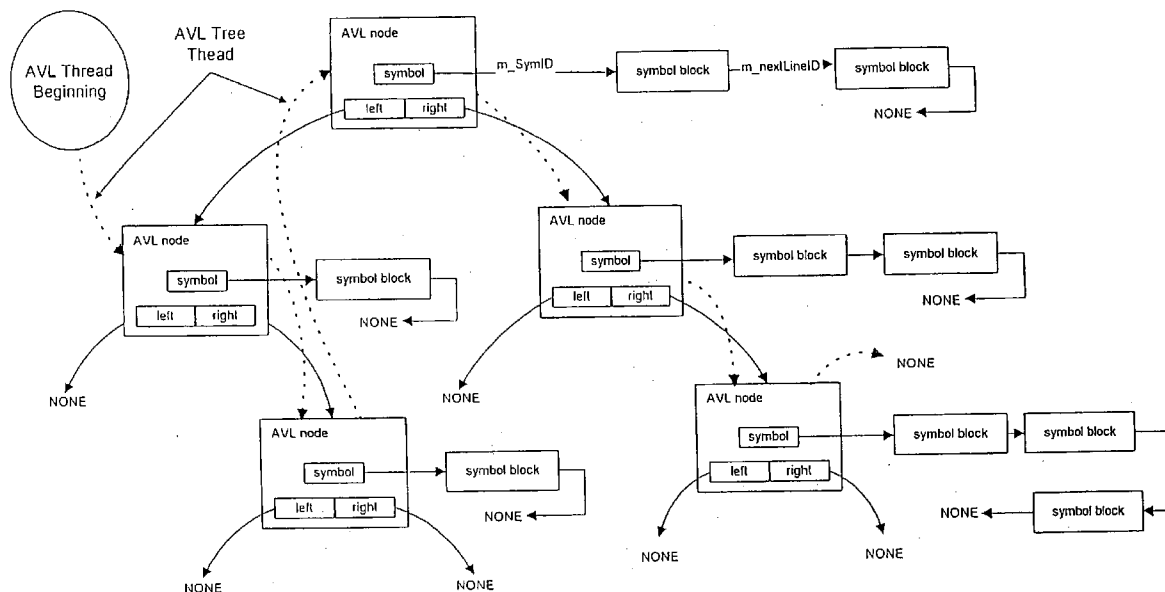 AVL Thread
Beginning
AVL Tree
Thead
AVL node
symbol
left
right
m_SymID
symbol block
m_nextLineID
symbol block
NONE
AVL node
symbol
left
right
symbol block
NONE
NONE
AVL node
symbol
left
right
symbol block
symbol block
NONE
NONE
AVL node
symbol
left
right
symbol block
NONE
NONE
NONE
AVL node
symbol
left
right
NONE
symbol block
symbol block
symbol block
NONE
NONE
NONE